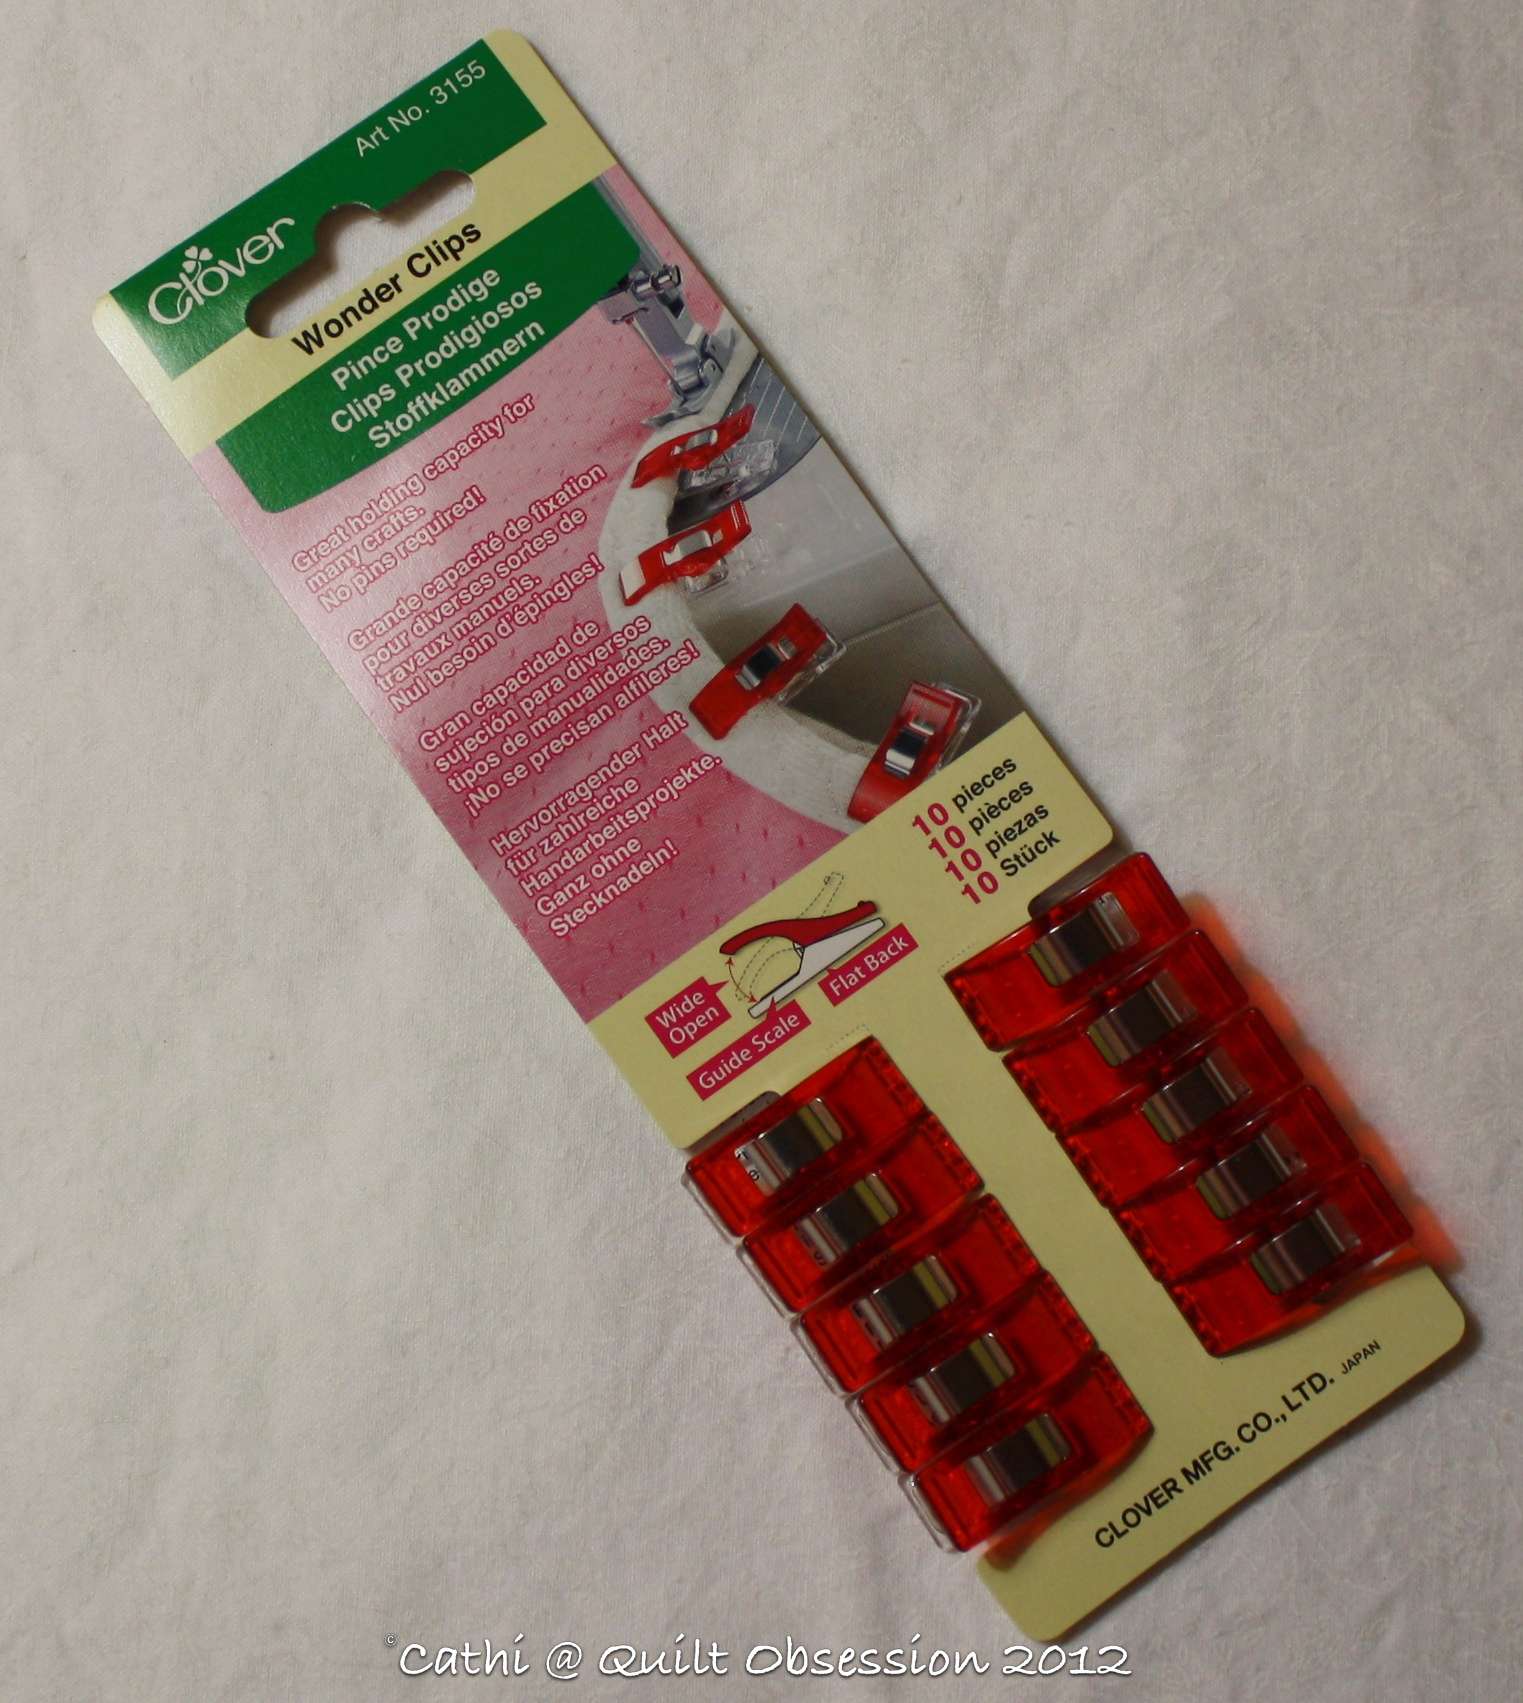 Art No. 3155
Clover
Wonder Clips
Pince Prodige
Clips Prodigiosos
Stoffklammern
Great holding capacity for
many crafts.
No pins required!
Grande capacité de fixation
pour diverses sortes de
travaux manuels.
Nul besoin d'épingles!
Gran capacidad de
sujeción para diversos
tipos de manualidades.
¡No se precisan alfileres!
Hervorragender Halt
für zahlreiche
Handarbeitsprojekte.
Ganz ohne
Stecknadeln!
10 pieces
10 pièces
10 piezas
10 Stück
Wide
Open
Flat Back
Guide Scale
CLOVER MFG. CO., LTD. JAPAN
©Cathi @ Quilt Obsession 2012